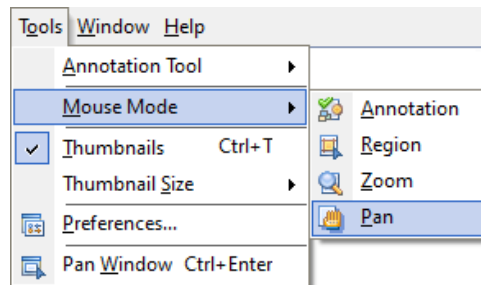 Tools Window Help
Annotation Tool
Mouse Mode
Thumbnails Ctrl+T
Thumbnail Size
Preferences...
Pan Window Ctrl+Enter
Annotation
Region
Zoom
Pan